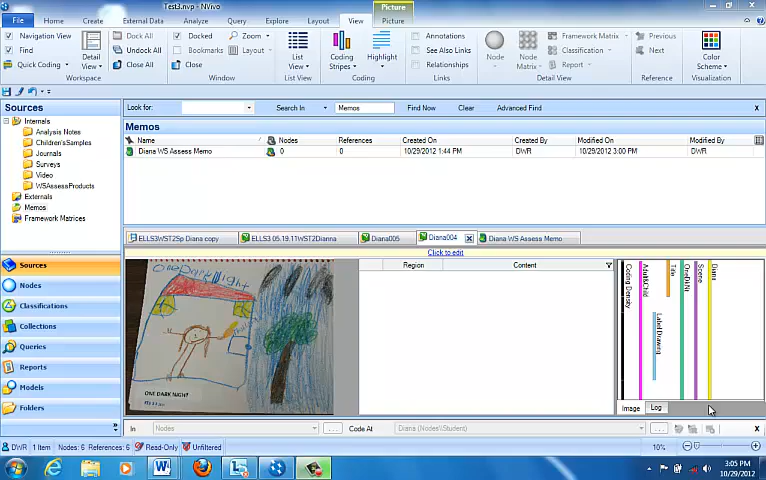 Test3.nvp - NVivo
Picture
File Home Create External Data Analyze Query Explore Layout View Picture
Navigation View Find Quick Coding
Detail View
Dock All Undock All Close All
Docked Bookmarks Close
Zoom Layout
List View
Coding Stripes
Highlight
Annotations See Also Links Relationships
Node
Node Matrix
Framework Matrix Classification Report
Previous Next
Color Scheme
Workspace Window List View Coding Links Detail View Reference Visualization
Sources
Look for: Search In Memos Find Now Clear Advanced Find
Internals
Analysis Notes
Children'sSamples
Journals
Surveys
Video
WSAssessProducts
Externals
Memos
Framework Matrices
Memos
Name Nodes References Created On Created By Modified On Modified By
Diana WS Assess Memo 0 0 10/29/2012 1:44 PM DWR 10/29/2012 3:00 PM DWR
ELLS3WST2Sp Diana copy ELLS3 05.19.11WST2Dianna Diana005 Diana004 Diana WS Assess Memo
Click to edit
Region Content
One Dark Night
ONE DARK NIGHT
Coding Density
Adult&Child
LabelDrawing
Title
Scene
Diana
Image Log
Sources
Nodes
Classifications
Collections
Queries
Reports
Models
Folders
In Nodes ... Code At Diana (Nodes\\Student) ...
DWR 1 Item Nodes: 6 References: 6 Read-Only Unfiltered 10%
3:05 PM
10/29/2012